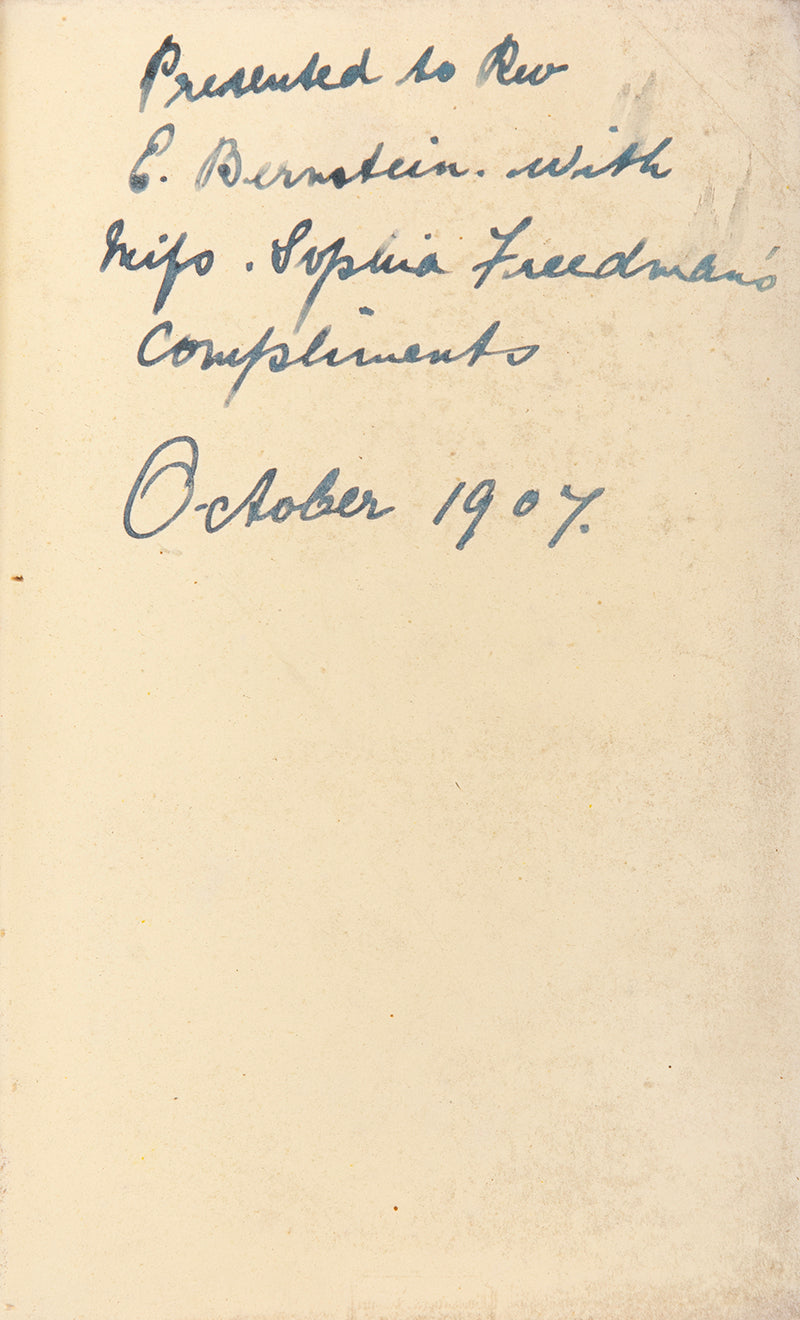 Presented to Rev
E. Bernstein. with
Miss. Sophia Freedman's
Compliments
October 1907.